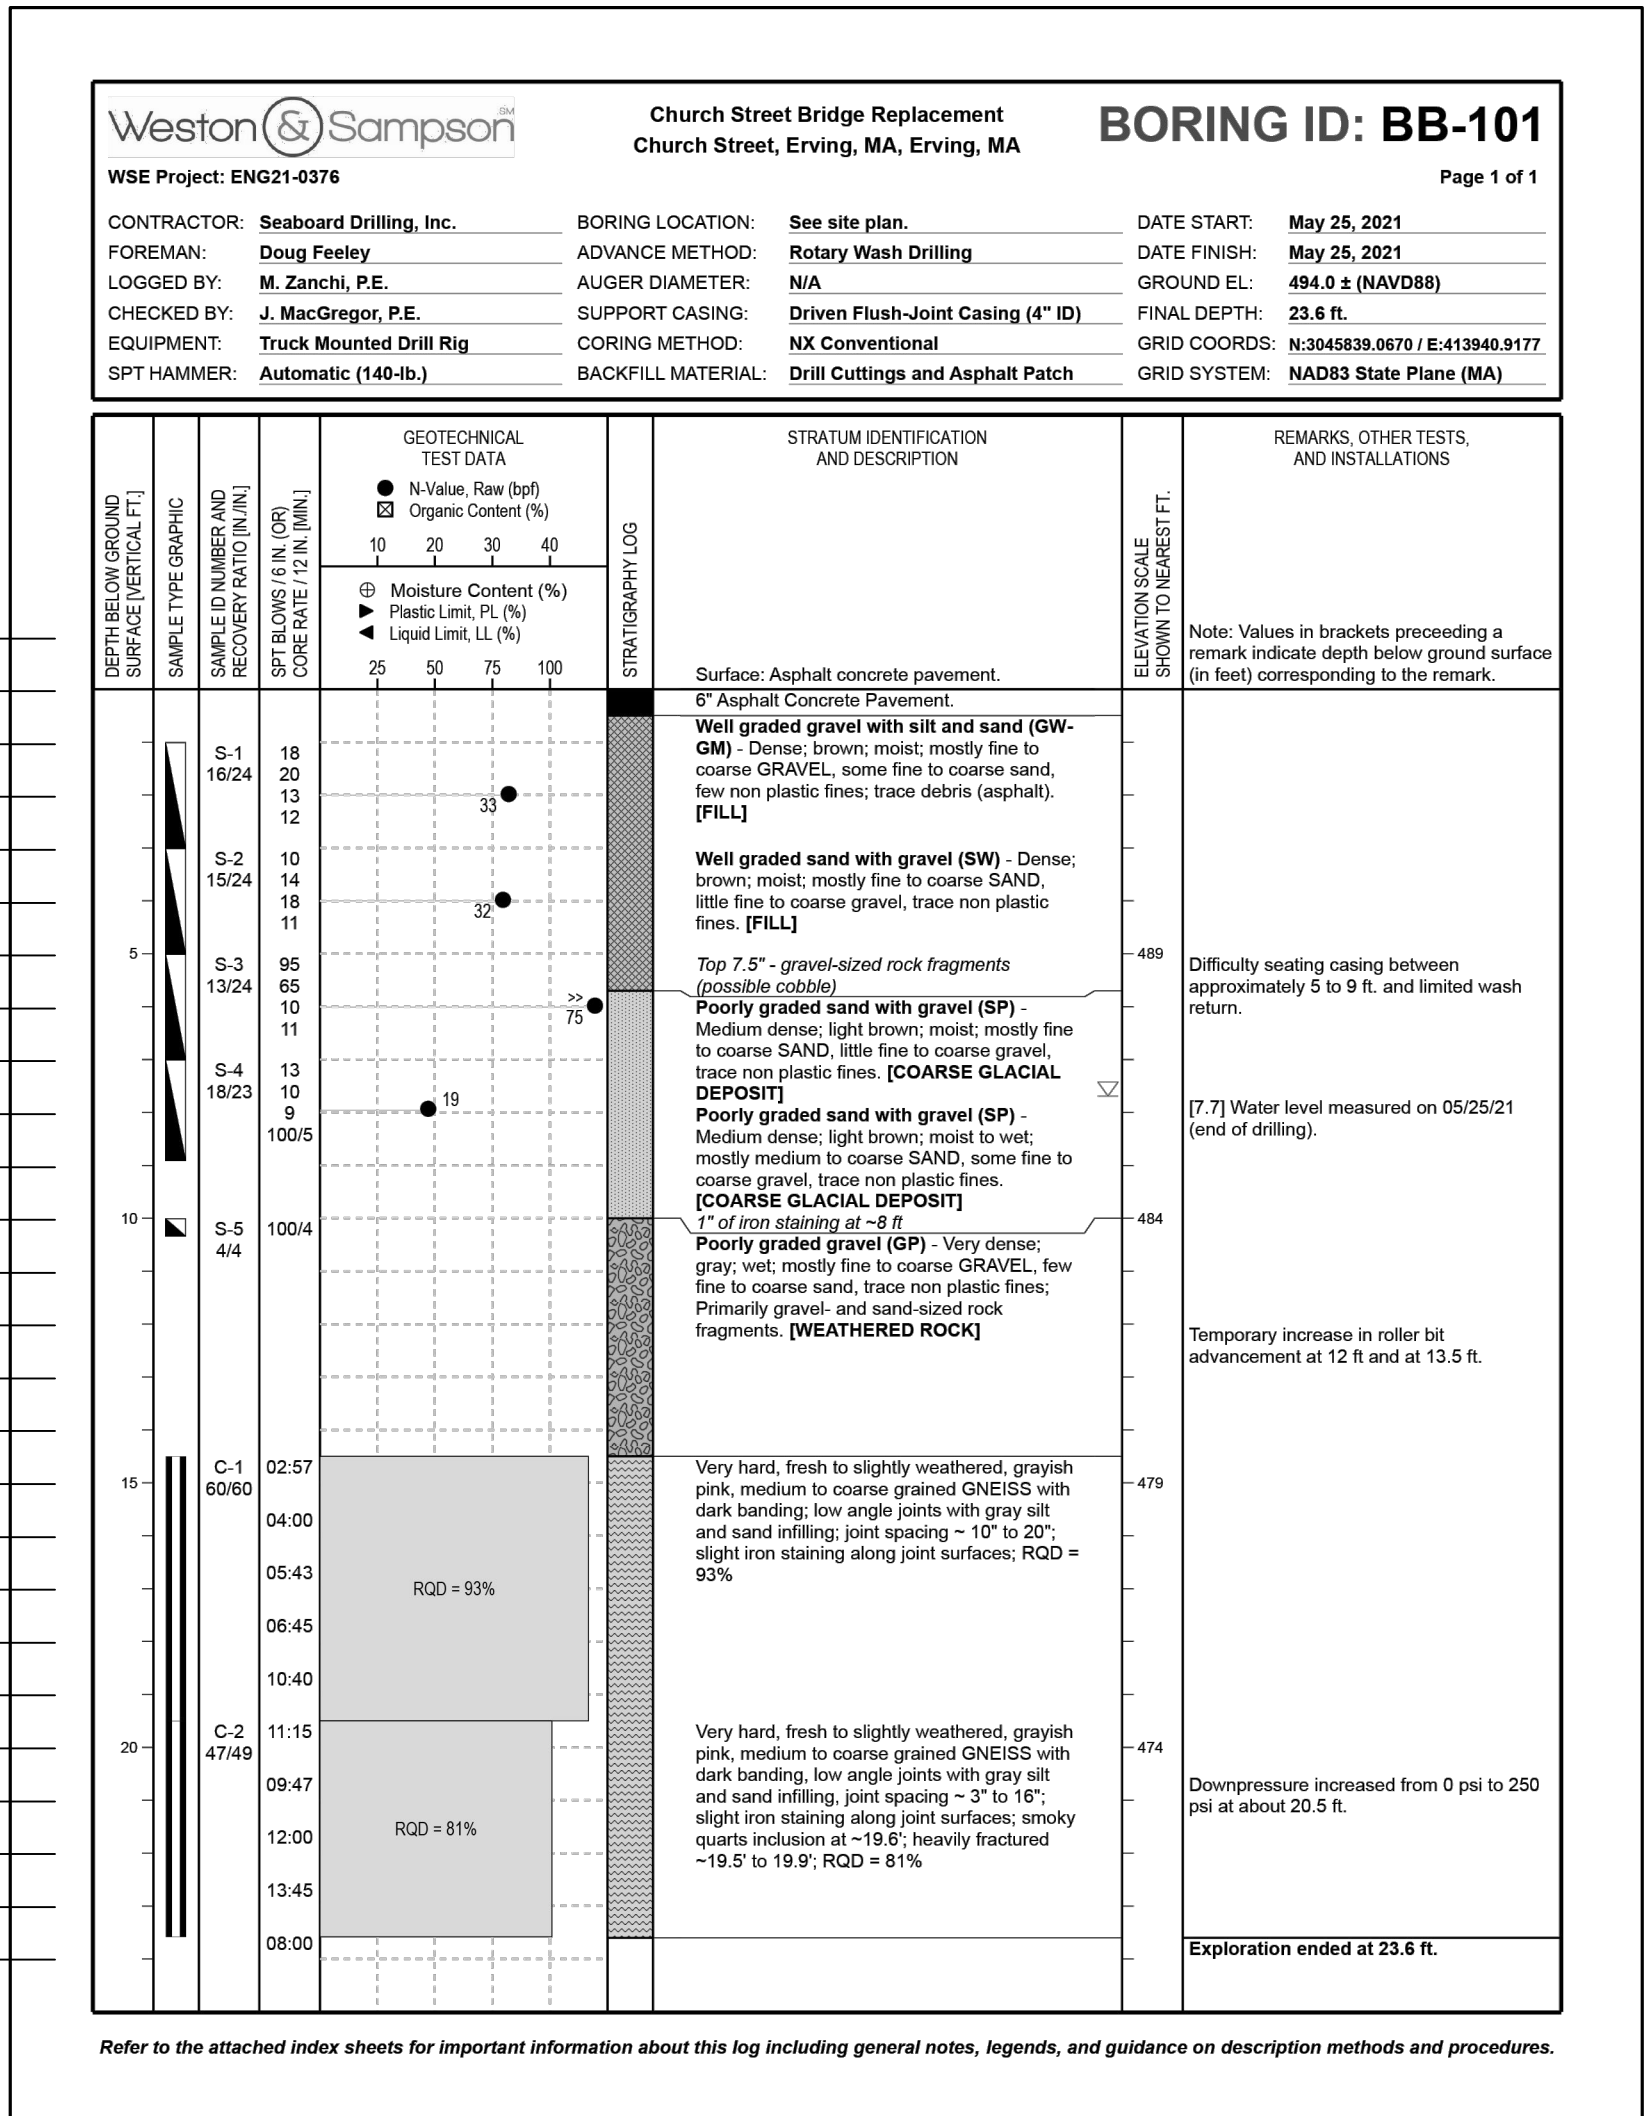 Weston & Sampson SM
Church Street Bridge Replacement
Church Street, Erving, MA, Erving, MA
BORING ID: BB-101
WSE Project: ENG21-0376
Page 1 of 1
CONTRACTOR: Seaboard Drilling, Inc.
FOREMAN: Doug Feeley
LOGGED BY: M. Zanchi, P.E.
CHECKED BY: J. MacGregor, P.E.
EQUIPMENT: Truck Mounted Drill Rig
SPT HAMMER: Automatic (140-lb.)
BORING LOCATION: See site plan.
ADVANCE METHOD: Rotary Wash Drilling
AUGER DIAMETER: N/A
SUPPORT CASING: Driven Flush-Joint Casing (4" ID)
CORING METHOD: NX Conventional
BACKFILL MATERIAL: Drill Cuttings and Asphalt Patch
DATE START: May 25, 2021
DATE FINISH: May 25, 2021
GROUND EL: 494.0 ± (NAVD88)
FINAL DEPTH: 23.6 ft.
GRID COORDS: N:3045839.0670 / E:413940.9177
GRID SYSTEM: NAD83 State Plane (MA)
DEPTH BELOW GROUND
SURFACE [VERTICAL FT.]
SAMPLE TYPE GRAPHIC
SAMPLE ID NUMBER AND
RECOVERY RATIO [IN./IN.]
SPT BLOWS / 6 IN. (OR)
CORE RATE / 12 IN. [MIN.]
GEOTECHNICAL
TEST DATA
N-Value, Raw (bpf)
Organic Content (%)
10 20 30 40
Moisture Content (%)
Plastic Limit, PL (%)
Liquid Limit, LL (%)
25 50 75 100
STRATIGRAPHY LOG
STRATUM IDENTIFICATION
AND DESCRIPTION
Surface: Asphalt concrete pavement.
ELEVATION SCALE
SHOWN TO NEAREST FT.
REMARKS, OTHER TESTS,
AND INSTALLATIONS
Note: Values in brackets preceeding a
remark indicate depth below ground surface
(in feet) corresponding to the remark.
5
10
15
20
S-1
16/24
S-2
15/24
S-3
13/24
S-4
18/23
S-5
4/4
C-1
60/60
C-2
47/49
18
20
13
12
10
14
18
11
95
65
10
11
13
10
9
100/5
100/4
02:57
04:00
05:43
06:45
10:40
11:15
09:47
12:00
13:45
08:00
33
32
>>
75
19
RQD = 93%
RQD = 81%
6" Asphalt Concrete Pavement.
Well graded gravel with silt and sand (GW-
GM) - Dense; brown; moist; mostly fine to
coarse GRAVEL, some fine to coarse sand,
few non plastic fines; trace debris (asphalt).
[FILL]
Well graded sand with gravel (SW) - Dense;
brown; moist; mostly fine to coarse SAND,
little fine to coarse gravel, trace non plastic
fines. [FILL]
Top 7.5" - gravel-sized rock fragments
(possible cobble)
Poorly graded sand with gravel (SP) -
Medium dense; light brown; moist; mostly fine
to coarse SAND, little fine to coarse gravel,
trace non plastic fines. [COARSE GLACIAL
DEPOSIT]
Poorly graded sand with gravel (SP) -
Medium dense; light brown; moist to wet;
mostly medium to coarse SAND, some fine to
coarse gravel, trace non plastic fines.
[COARSE GLACIAL DEPOSIT]
1" of iron staining at ~8 ft
Poorly graded gravel (GP) - Very dense;
gray; wet; mostly fine to coarse GRAVEL, few
fine to coarse sand, trace non plastic fines;
Primarily gravel- and sand-sized rock
fragments. [WEATHERED ROCK]
Very hard, fresh to slightly weathered, grayish
pink, medium to coarse grained GNEISS with
dark banding; low angle joints with gray silt
and sand infilling; joint spacing ~ 10" to 20";
slight iron staining along joint surfaces; RQD =
93%
Very hard, fresh to slightly weathered, grayish
pink, medium to coarse grained GNEISS with
dark banding, low angle joints with gray silt
and sand infilling, joint spacing ~ 3" to 16";
slight iron staining along joint surfaces; smoky
quarts inclusion at ~19.6'; heavily fractured
~19.5' to 19.9'; RQD = 81%
489
484
479
474
Difficulty seating casing between
approximately 5 to 9 ft. and limited wash
return.
[7.7] Water level measured on 05/25/21
(end of drilling).
Temporary increase in roller bit
advancement at 12 ft and at 13.5 ft.
Downpressure increased from 0 psi to 250
psi at about 20.5 ft.
Exploration ended at 23.6 ft.
Refer to the attached index sheets for important information about this log including general notes, legends, and guidance on description methods and procedures.